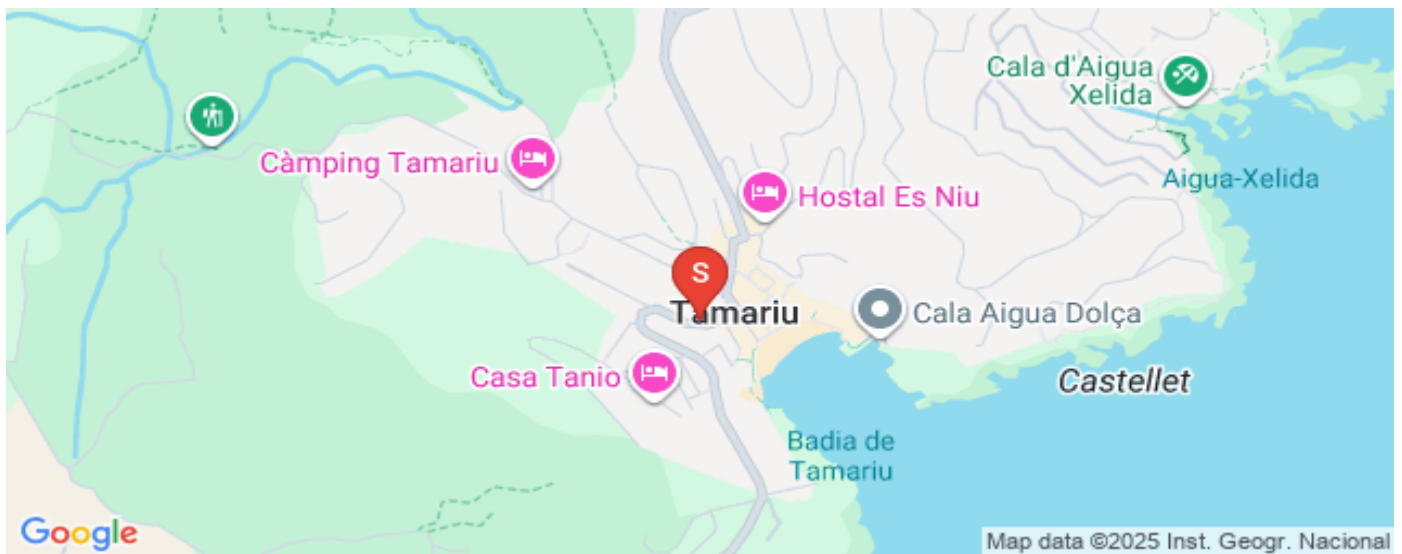 Cala d'Aigua
Xelida
Càmping Tamariu
Aigua-Xelida
Hostal Es Niu
S
Tamariu
Cala Aigua Dolça
Casa Tanio
Castellet
Badia de
Tamariu
Google
Map data ©2025 Inst. Geogr. Nacional